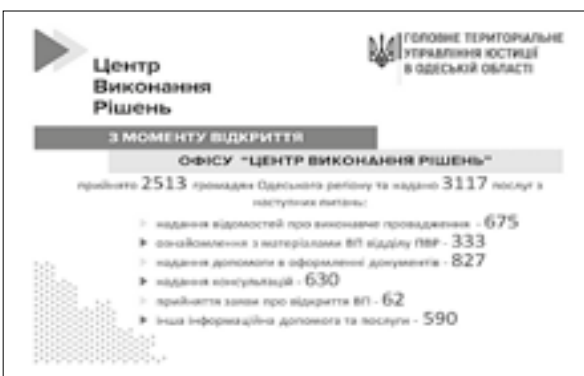 Центр
Виконання
Рішень
ГОЛОВНЕ ТЕРИТОРІАЛЬНЕ
УПРАВЛІННЯ ЮСТИЦІЇ
В ОДЕСЬКІЙ ОБЛАСТІ
З МОМЕНТУ ВІДКРИТТЯ
ОФІСУ "ЦЕНТР ВИКОНАННЯ РІШЕНЬ"
прийнято 2513 громадян Одеського регіону та надано 3117 послуг з
наступних питань:
надання відомостей про виконавче провадження - 675
ознайомлення з матеріалами ВП відділу ПВР - 333
надання допомоги в оформленні документів - 827
надання консультацій - 630
прийняття заяви про відкриття ВП - 62
інша інформаційна допомога та послуги - 590